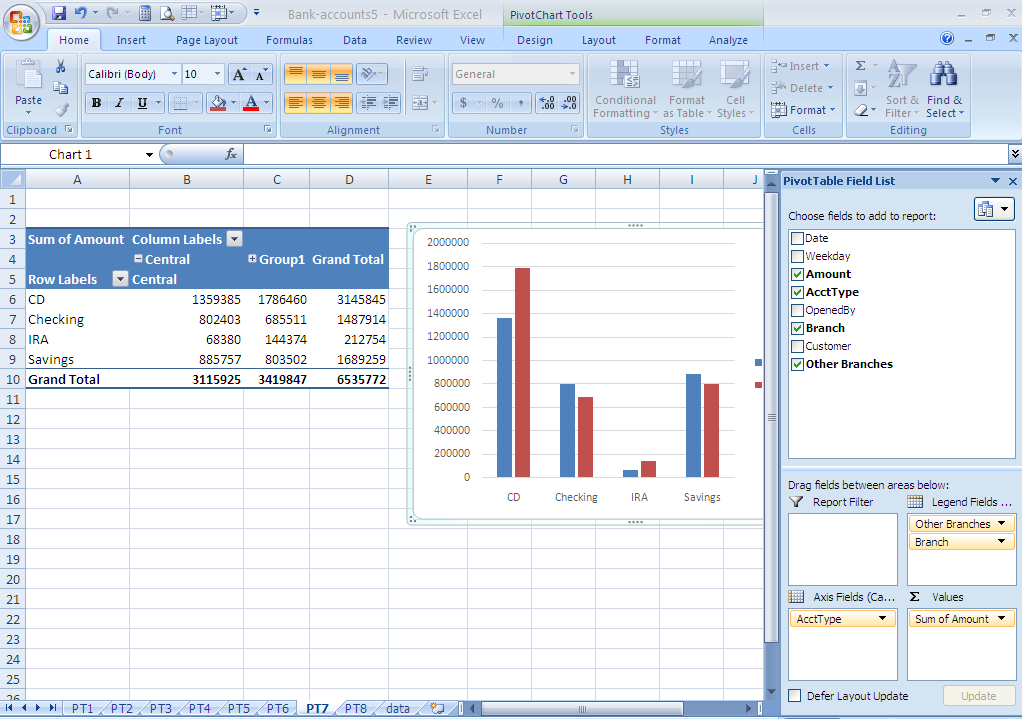 Bank-accounts5 - Microsoft Excel
PivotChart Tools
Home Insert Page Layout Formulas Data Review View Design Layout Format Analyze
Paste
Calibri (Body) 10
General
Conditional Formatting
Format as Table
Cell Styles
Insert
Delete
Format
Sort & Filter
Find & Select
B I U
$ % ,
Clipboard Font Alignment Number Styles Cells Editing
Chart 1 fx
A B C D E F G H I J
1
2
3 Sum of Amount Column Labels
4 Central Group1 Grand Total
5 Row Labels Central
6 CD 1359385 1786460 3145845
7 Checking 802403 685511 1487914
8 IRA 68380 144374 212754
9 Savings 885757 803502 1689259
10 Grand Total 3115925 3419847 6535772
11
12
13
14
15
16
17
18
19
20
21
22
23
24
25
26
2000000
1800000
1600000
1400000
1200000
1000000
800000
600000
400000
200000
0
CD Checking IRA Savings
PivotTable Field List
Choose fields to add to report:
Date
Weekday
Amount
AcctType
OpenedBy
Branch
Customer
Other Branches
Drag fields between areas below:
Report Filter
Legend Fields ...
Other Branches
Branch
Axis Fields (Ca...
Σ Values
AcctType
Sum of Amount
Defer Layout Update
Update
PT1 PT2 PT3 PT4 PT5 PT6 PT7 PT8 data